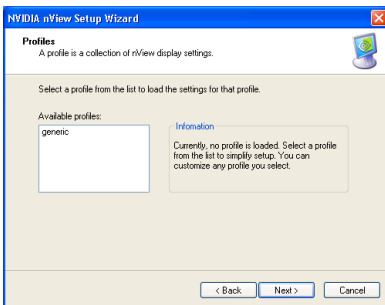 NVIDIA nView Setup Wizard
Profiles
A profile is a collection of nView display settings.
Select a profile from the list to load the settings for that profile.
Available profiles:
generic
Infomation
Currently, no profile is loaded. Select a profile
from the list to simplify setup. You can
customize any profile you select.
< Back
Next >
Cancel